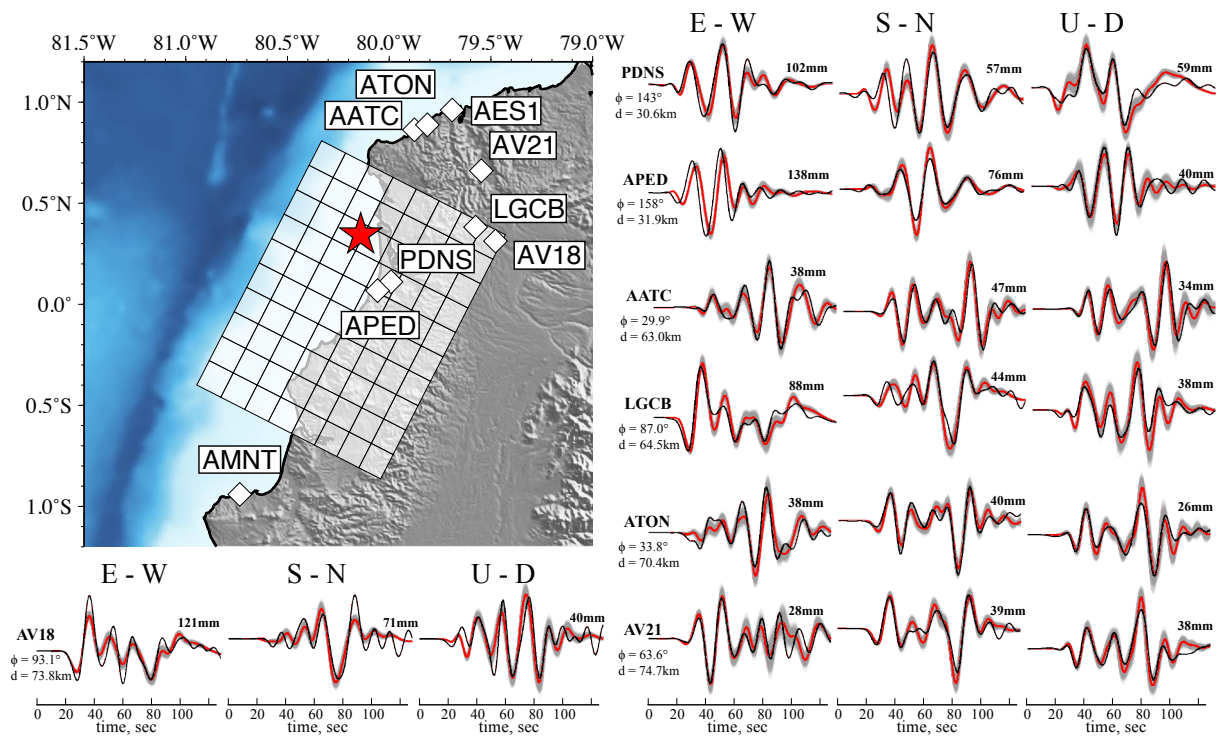 81.5°W 81.0°W 80.5°W 80.0°W 79.5°W 79.0°W
1.0°N
0.5°N
0.0°
0.5°S
1.0°S
ATON
AATC
AES1
AV21
LGCB
PDNS
AV18
APED
AMNT
E - W S - N U - D
AV18
ϕ = 93.1°
d = 73.8km
121mm 71mm 40mm
0 20 40 60 80 100 0 20 40 60 80 100 0 20 40 60 80 100
time, sec time, sec time, sec
E - W S - N U - D
PDNS
ϕ = 143°
d = 30.6km
102mm 57mm 59mm
APED
ϕ = 158°
d = 31.9km
138mm 76mm 40mm
AATC
ϕ = 29.9°
d = 63.0km
38mm 47mm 34mm
LGCB
ϕ = 87.0°
d = 64.5km
88mm 44mm 38mm
ATON
ϕ = 33.8°
d = 70.4km
38mm 40mm 26mm
AV21
ϕ = 63.6°
d = 74.7km
28mm 39mm 38mm
0 20 40 60 80 100 0 20 40 60 80 100 0 20 40 60 80 100
time, sec time, sec time, sec